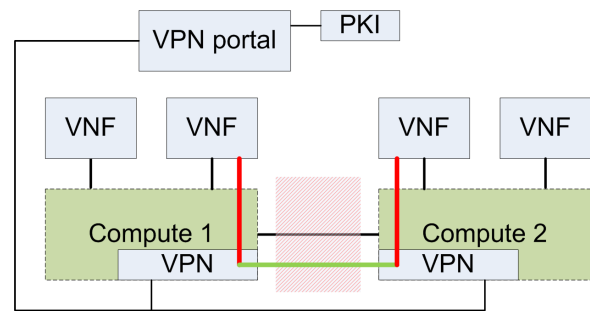 VPN portal
PKI
VNF
VNF
VNF
VNF
Compute 1
Compute 2
VPN
VPN